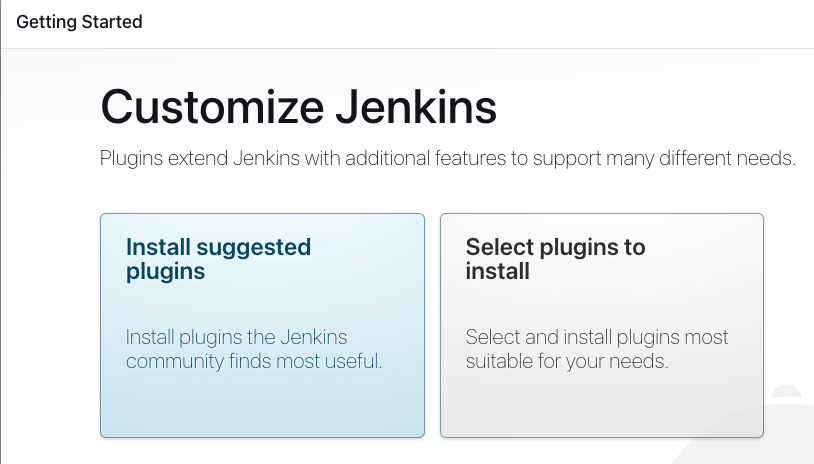 Getting Started
Customize Jenkins
Plugins extend Jenkins with additional features to support many different needs.
Install suggested
plugins
Install plugins the Jenkins
community finds most useful.
Select plugins to
install
Select and install plugins most
suitable for your needs.